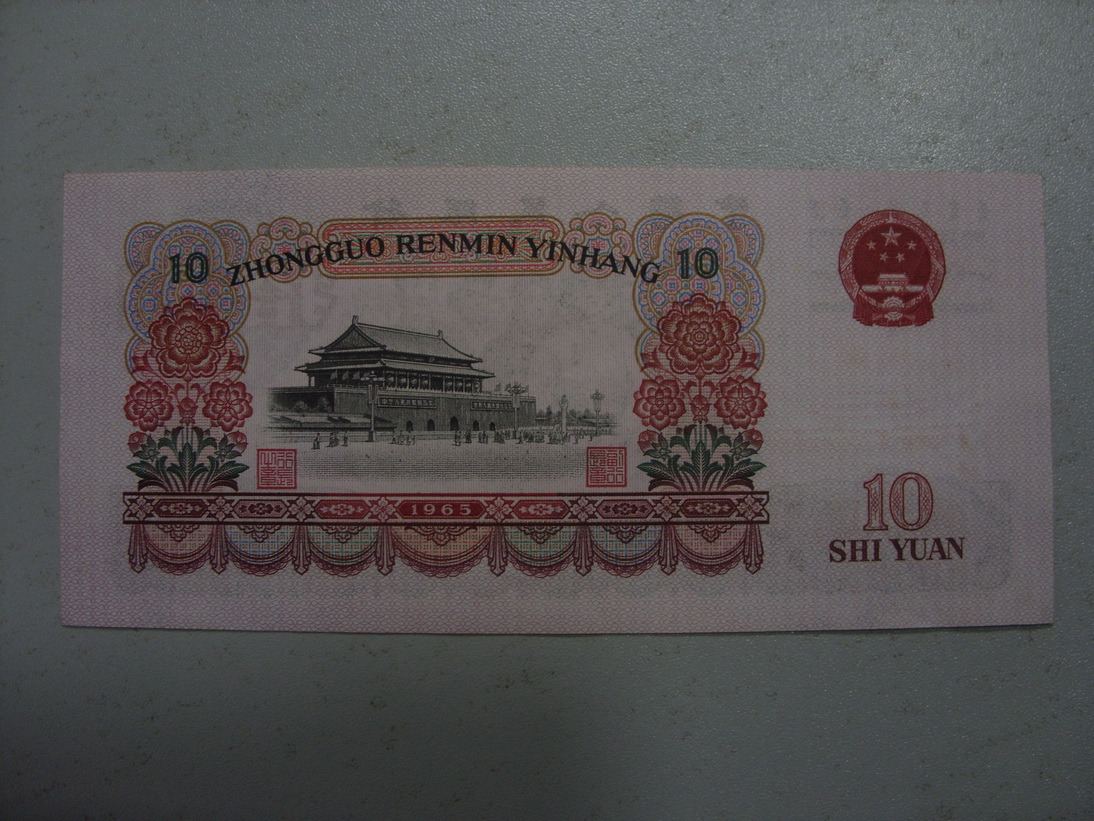 10 ZHONGGUO RENMIN YINHANG 10
1965
10
SHI YUAN